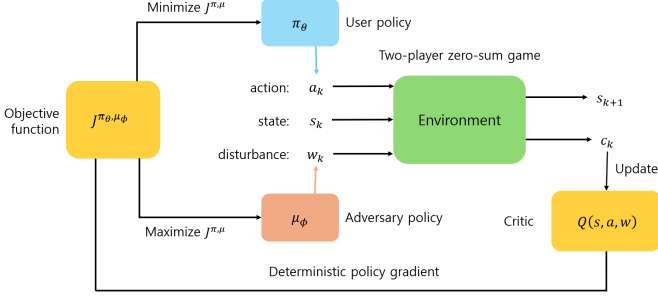 Minimize J^{π,μ}
π_θ
User policy
Two-player zero-sum game
action: a_k
Objective
function
J^{π_θ,μ_ϕ}
state: s_k
Environment
s_{k+1}
disturbance: w_k
c_k
Update
μ_ϕ
Adversary policy
Critic
Q(s, a, w)
Maximize J^{π,μ}
Deterministic policy gradient